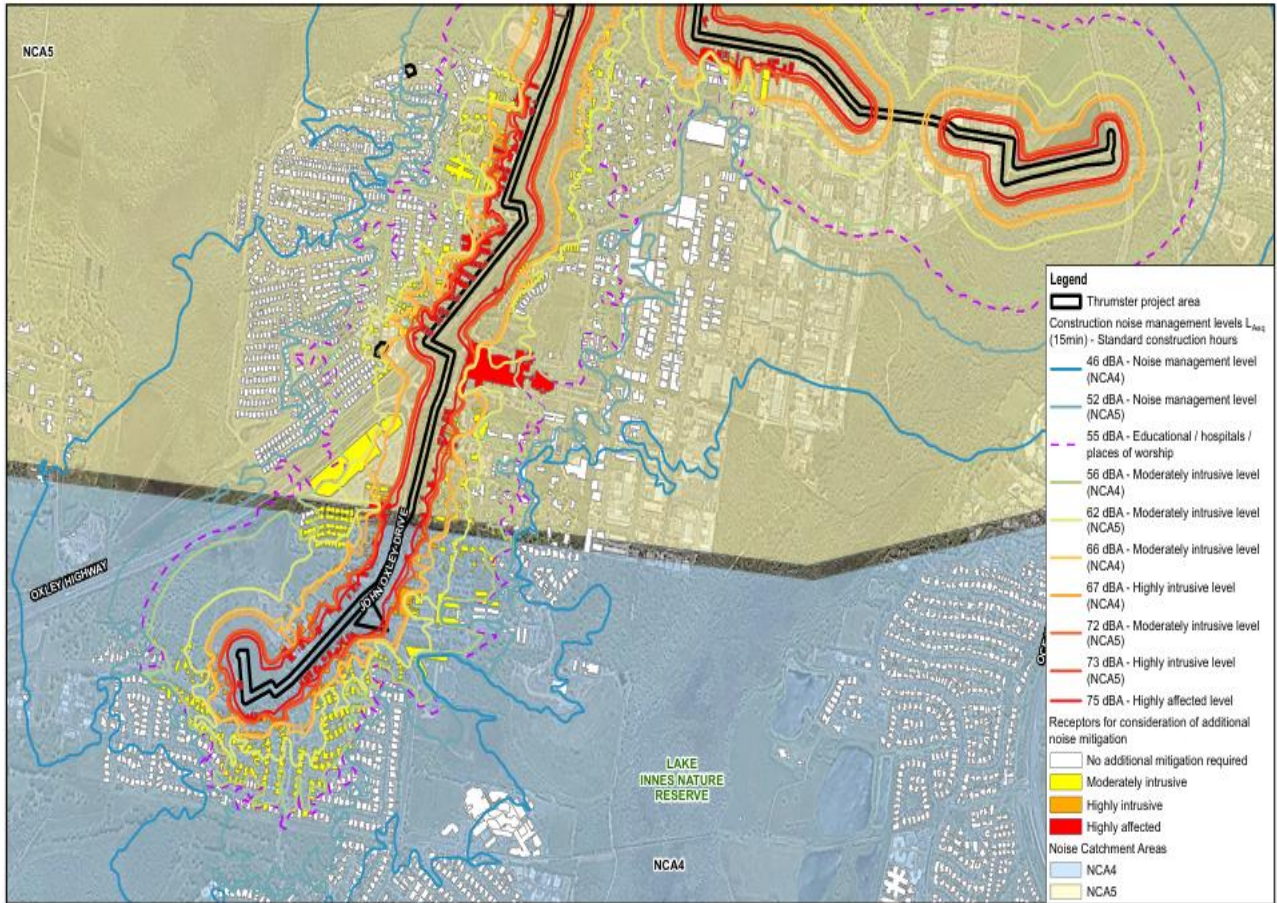 NCA5
OXLEY HIGHWAY
JOHN OXLEY DRIVE
LAKE
INNES NATURE
RESERVE
NCA4
Legend
Thrumster project area
Construction noise management levels LAeq
(15min) - Standard construction hours
46 dBA - Noise management level
(NCA4)
52 dBA - Noise management level
(NCA5)
55 dBA - Educational / hospitals /
places of worship
56 dBA - Moderately intrusive level
(NCA4)
62 dBA - Moderately intrusive level
(NCA5)
66 dBA - Moderately intrusive level
(NCA4)
67 dBA - Highly intrusive level
(NCA4)
72 dBA - Moderately intrusive level
(NCA5)
73 dBA - Highly intrusive level
(NCA5)
75 dBA - Highly affected level
Receptors for consideration of additional
noise mitigation
No additional mitigation required
Moderately intrusive
Highly intrusive
Highly affected
Noise Catchment Areas
NCA4
NCA5